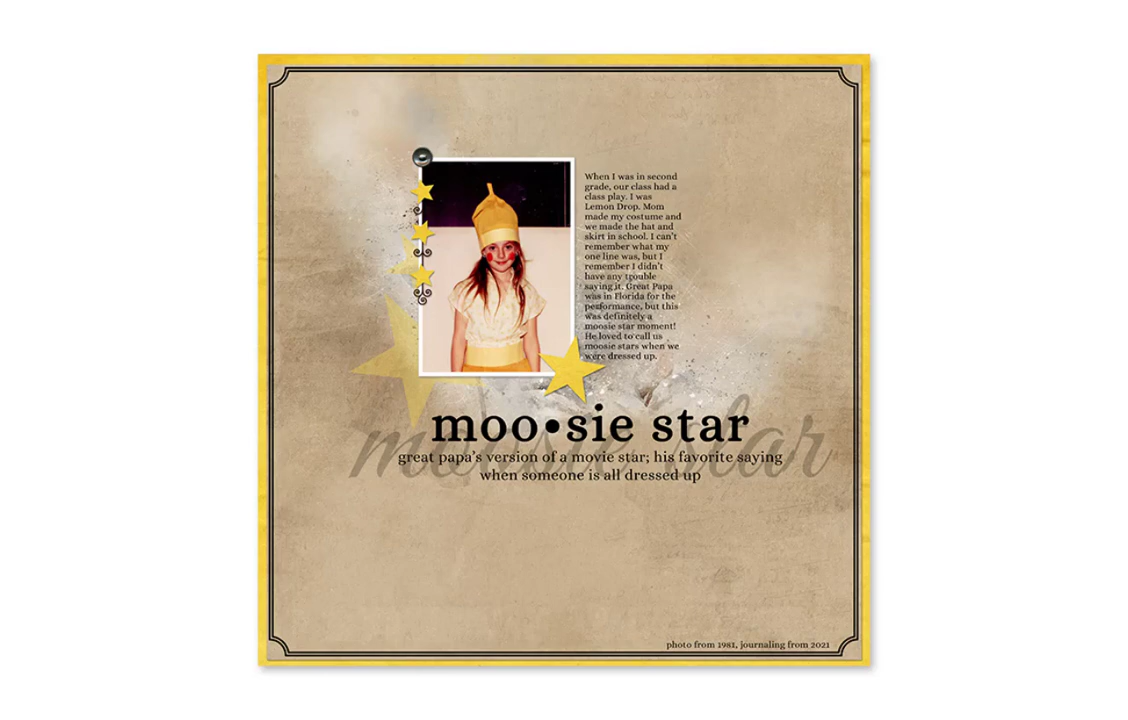 When I was in second
grade, our class had a
class play. I was
Lemon Drop. Mom
made my costume and
we made the hat and
skirt in school. I can't
remember what my
one line was, but I
remember I didn't
have any trouble
saying it. Great Papa
was in Florida for the
performance, but this
was definitely a
moosie star moment!
He loved to call us
moosie stars when we
were dressed up.
moo•sie star
moosie star
great papa's version of a movie star; his favorite saying
when someone is all dressed up
photo from 1981, journaling from 2021